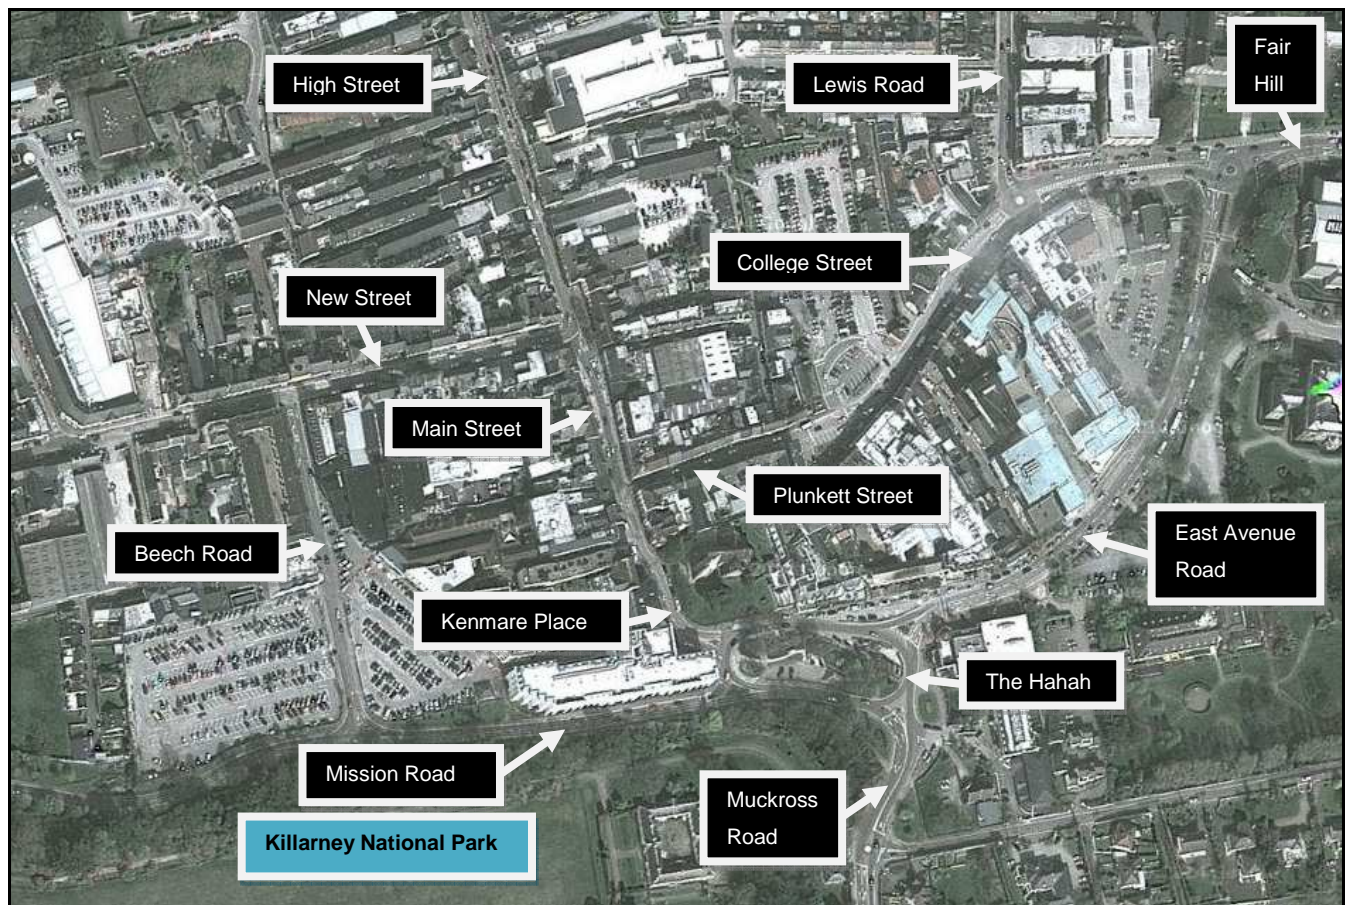 High Street
Lewis Road
Fair
Hill
College Street
New Street
Main Street
Plunkett Street
Beech Road
East Avenue
Road
Kenmare Place
The Hahah
Mission Road
Muckross
Road
Killarney National Park